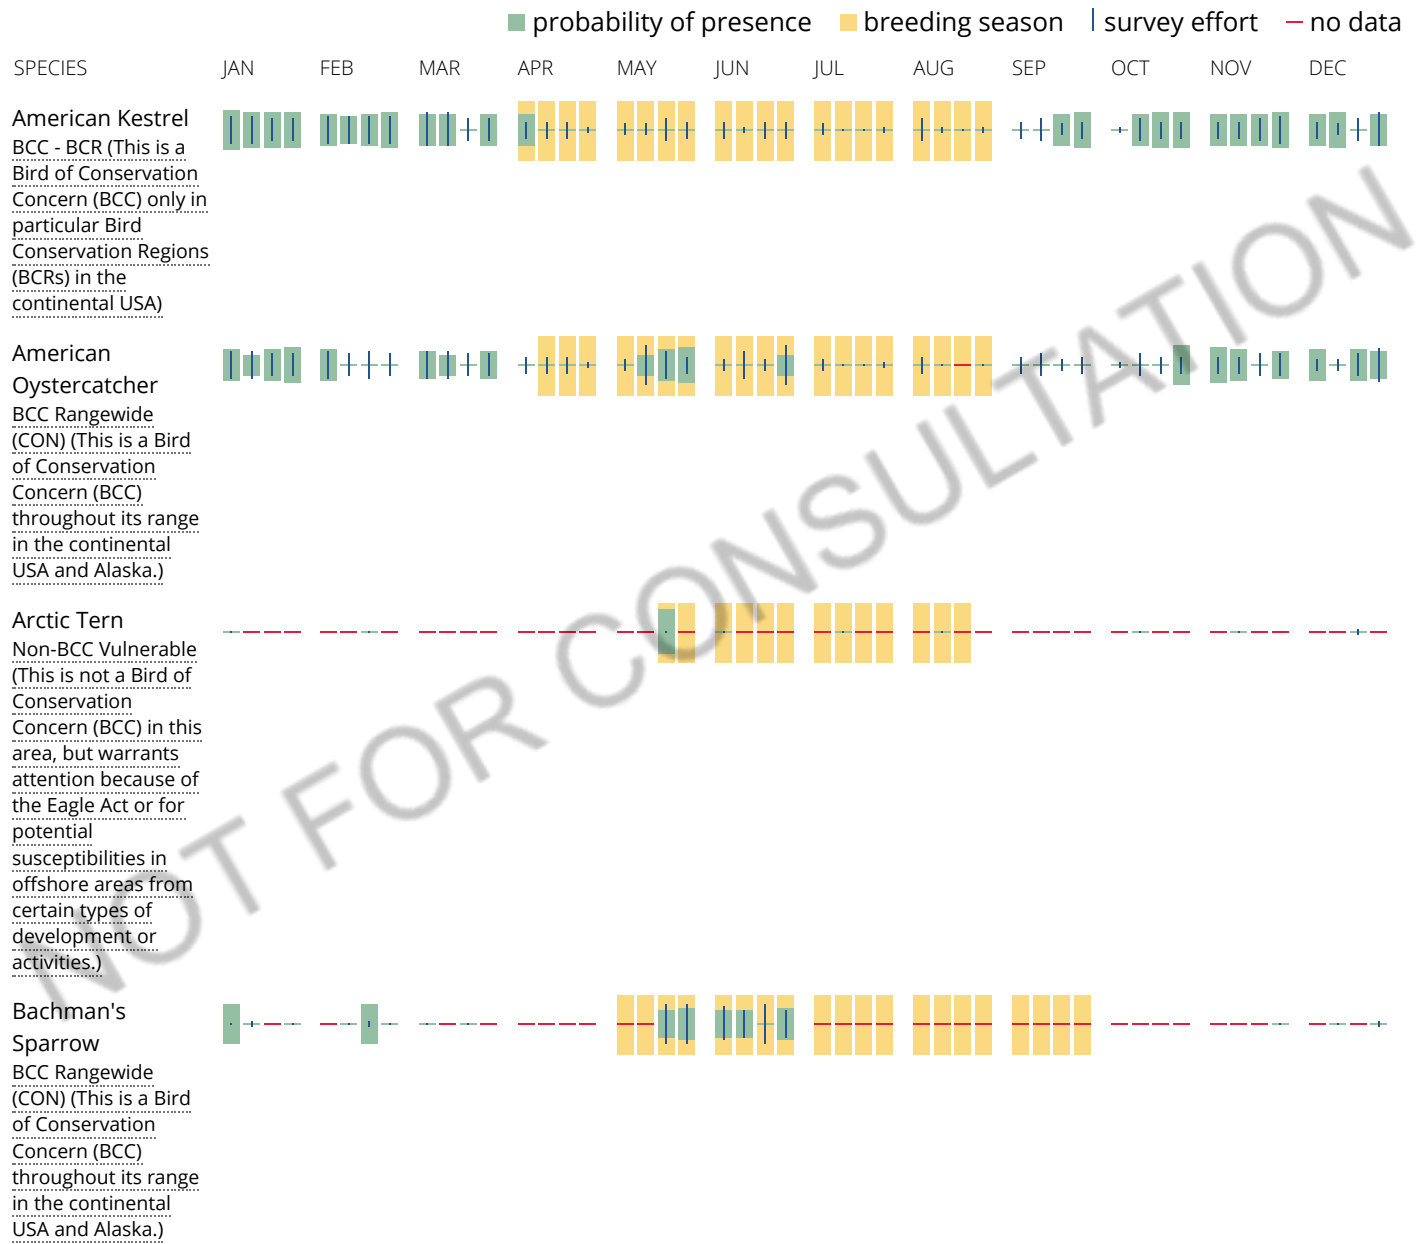 probability of presence breeding season survey effort no data
SPECIES JAN FEB MAR APR MAY JUN JUL AUG SEP OCT NOV DEC
American Kestrel
BCC - BCR (This is a
Bird of Conservation
Concern (BCC) only in
particular Bird
Conservation Regions
(BCRs) in the
continental USA)
American
Oystercatcher
BCC Rangewide
(CON) (This is a Bird
of Conservation
Concern (BCC)
throughout its range
in the continental
USA and Alaska.)
Arctic Tern
Non-BCC Vulnerable
(This is not a Bird of
Conservation
Concern (BCC) in this
area, but warrants
attention because of
the Eagle Act or for
potential
susceptibilities in
offshore areas from
certain types of
development or
activities.)
Bachman's
Sparrow
BCC Rangewide
(CON) (This is a Bird
of Conservation
Concern (BCC)
throughout its range
in the continental
USA and Alaska.)
NOT FOR CONSULTATION